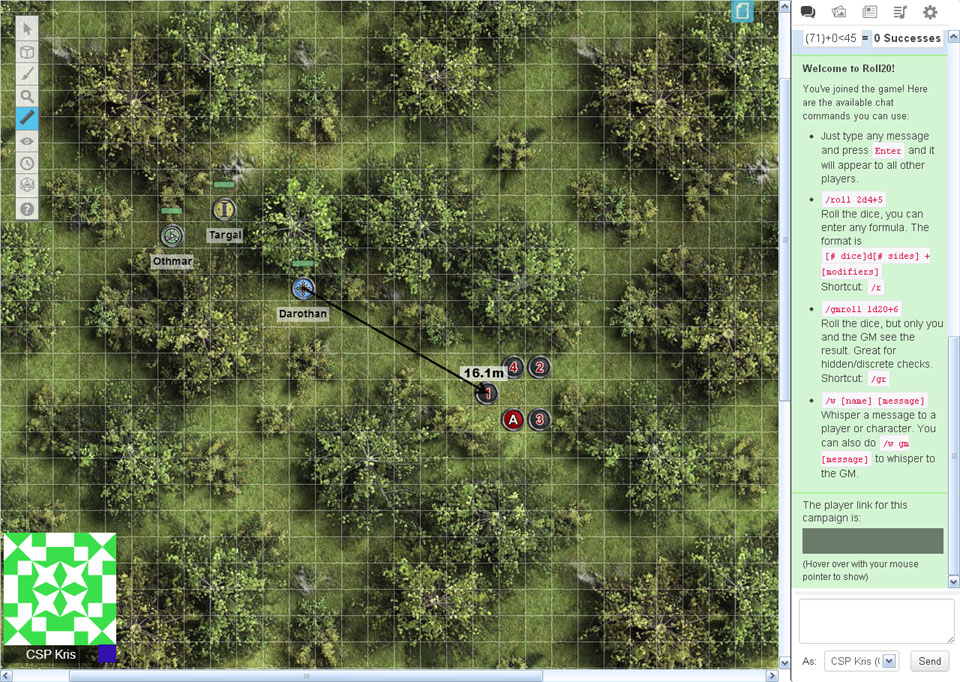 (71)+0<45 = 0 Successes
Welcome to Roll20!
You've joined the game! Here
are the available chat
commands you can use:
Just type any message
and press Enter and it
will appear to all other
players.
/roll 2d4+5
Roll the dice, you can
enter any formula. The
format is
[# dice]d[# sides] +
[modifiers]
Shortcut: /r
/gmroll 1d20+6
Roll the dice, but only you
and the GM see the
result. Great for
hidden/discrete checks.
Shortcut: /gr
/w [name] [message]
Whisper a message to a
player or character. You
can also do /w gm
[message] to whisper to
the GM.
The player link for this
campaign is:
(Hover over with your mouse
pointer to show)
As: CSP Kris (
Send
Targal
Othmar
Darothan
16.1m
4 2
1
A 3
CSP Kris
?